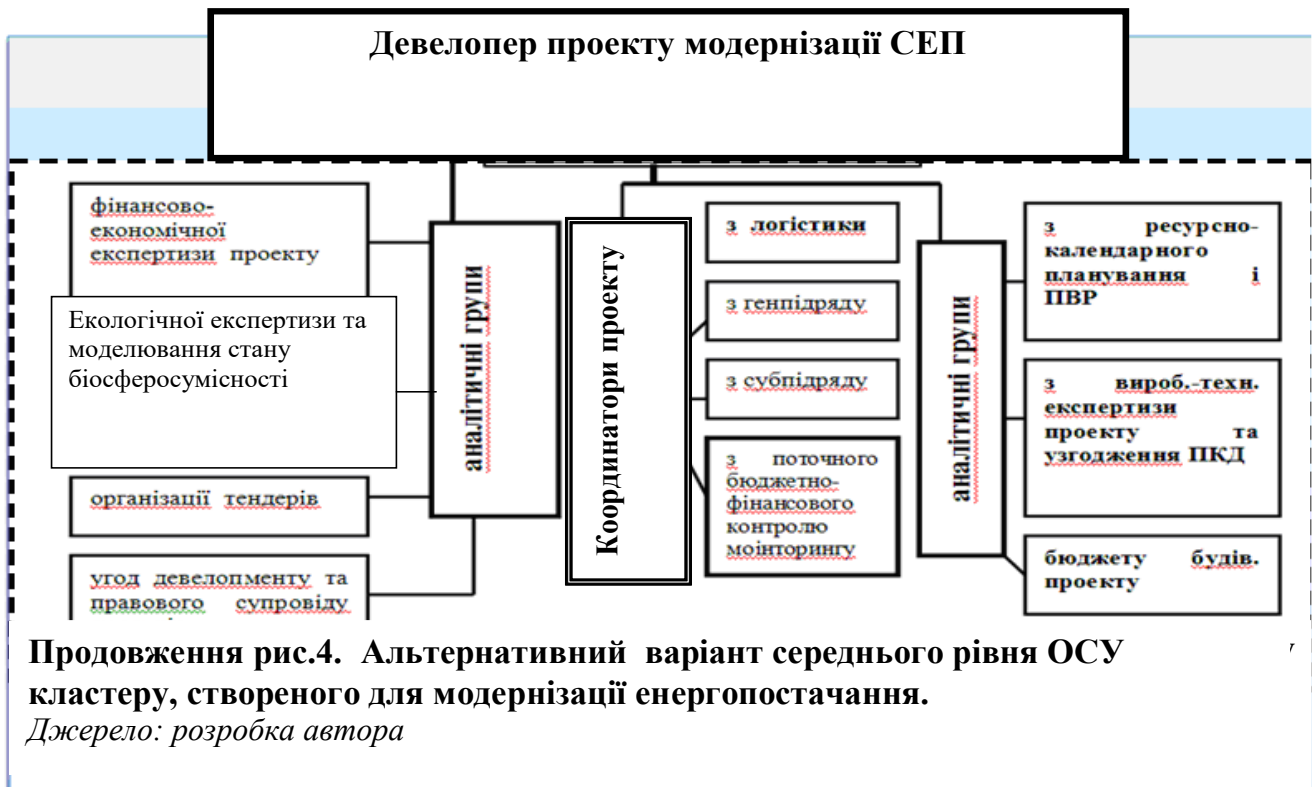 Девелопер проекту модернізації СЕП
фінансово-
економічної
експертизи проекту
Екологічної експертизи та
моделювання стану
біосферосумісності
організації тендерів
угод девелопменту та
правового супровіду
аналітичні групи
Координатори проекту
з логістики
з генпідряду
з субпідряду
з поточного
бюджетно-
фінансового
контролю
моінторингу
аналітичні групи
з ресурсно-
календарного
планування і
ПВР
з вироб.-техн.
експертизи
проекту та
узгодження ПКД
бюджету будів.
проекту
Продовження рис.4. Альтернативний варіант середнього рівня ОСУ
кластеру, створеного для модернізації енергопостачання.
Джерело: розробка автора